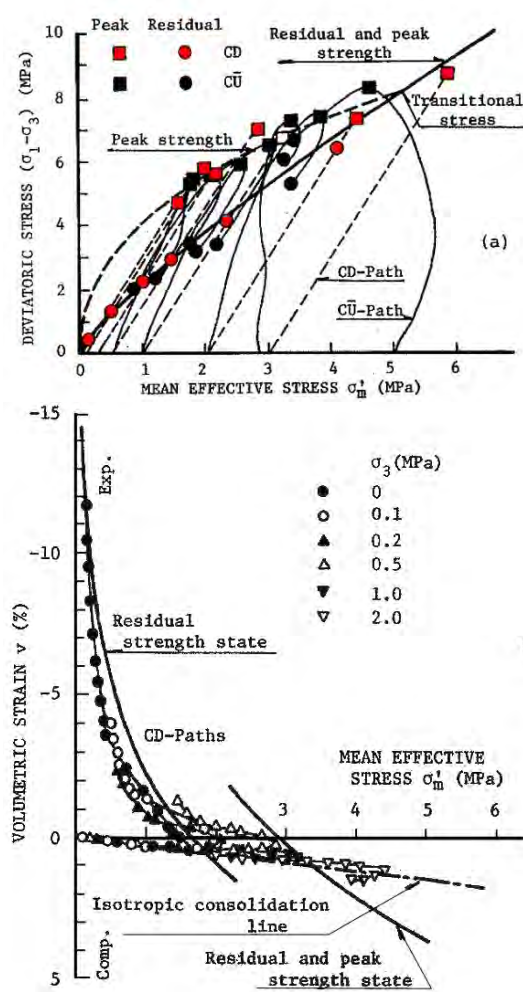 Peak Residual
CD
CŪ
Residual and peak
strength
Transitional
stress
Peak strength
(a)
CD-Path
CŪ-Path
DEVIATORIC STRESS (σ1-σ3) (MPa)
10
8
6
4
2
0
0 1 2 3 4 5 6
MEAN EFFECTIVE STRESS σ'm (MPa)
-15
-10
-5
0
5
Exp.
Comp.
VOLUMETRIC STRAIN v (%)
σ3 (MPa)
0
0.1
0.2
0.5
1.0
2.0
Residual
strength state
CD-Paths
MEAN EFFECTIVE
STRESS σ'm (MPa)
3 4 5
Isotropic consolidation
line
Residual and peak
strength state